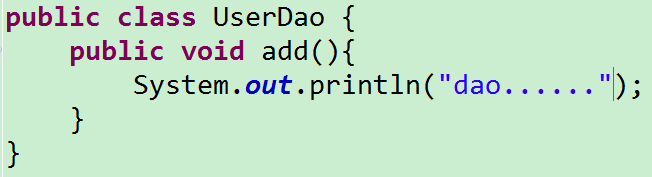 public class UserDao {
    public void add(){
        System.out.println("dao......");
    }
}